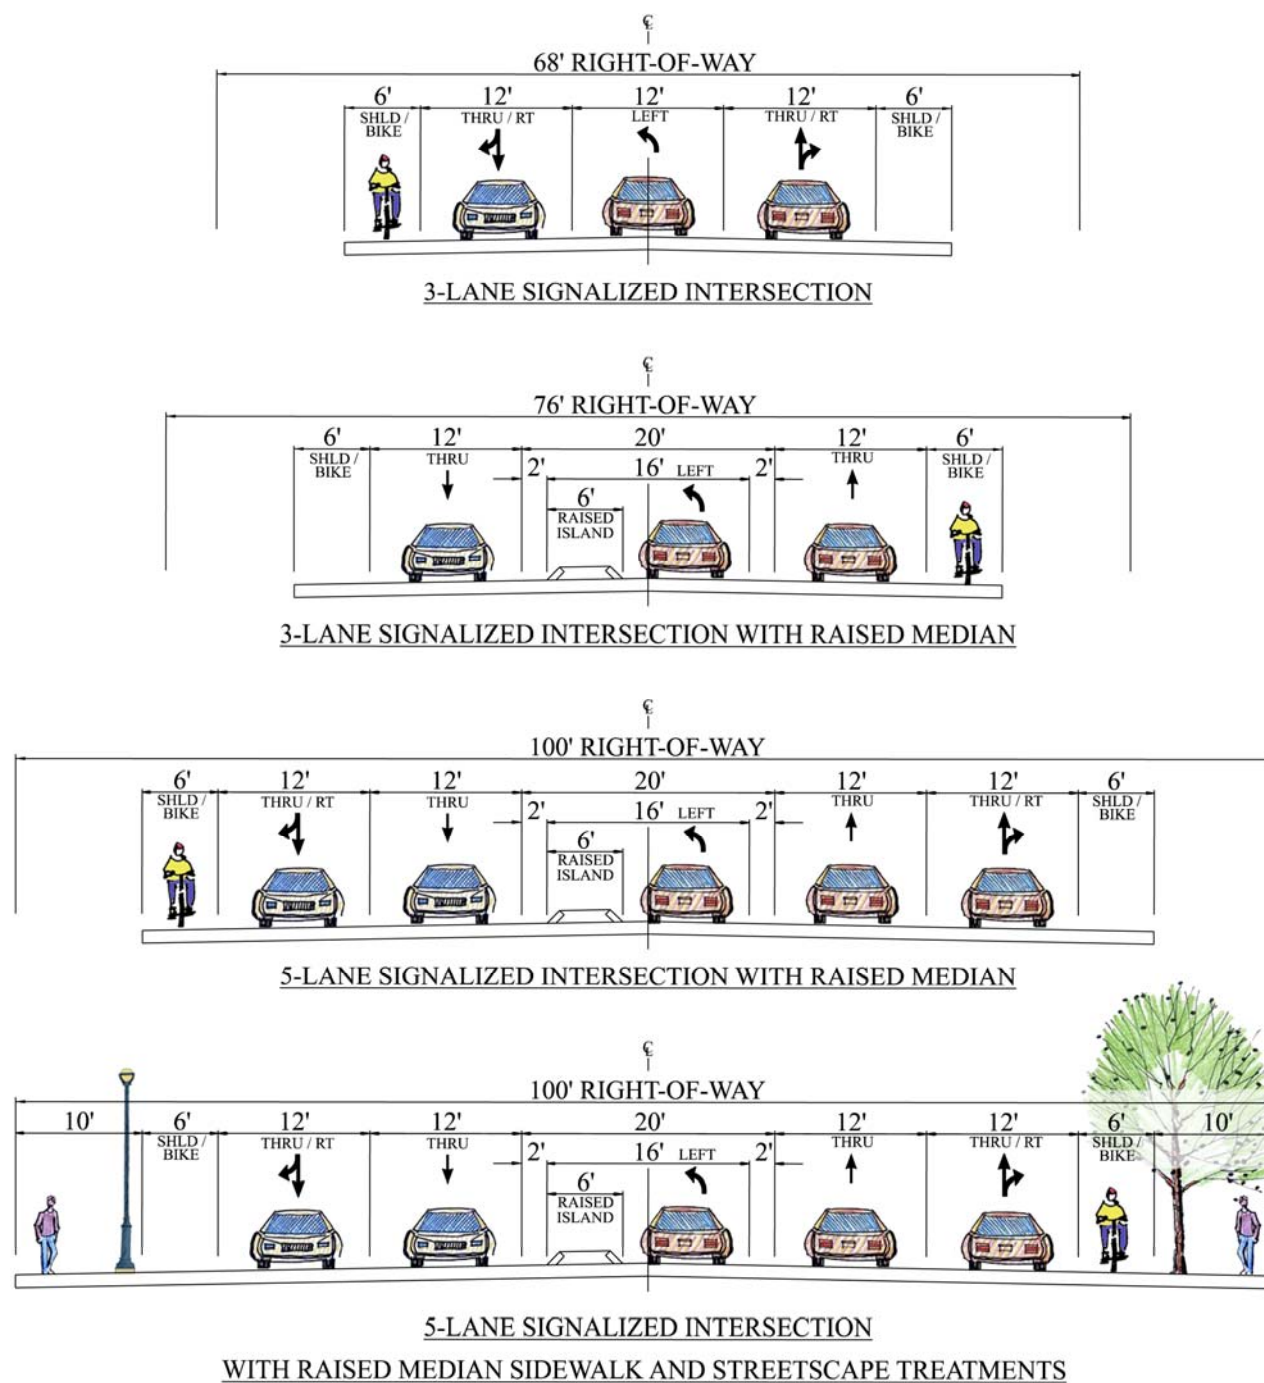 ℄
68' RIGHT-OF-WAY
6' 12' 12' 12' 6'
SHLD / THRU / RT LEFT THRU / RT SHLD /
BIKE BIKE
3-LANE SIGNALIZED INTERSECTION
℄
76' RIGHT-OF-WAY
6' 12' 20' 12' 6'
SHLD / THRU THRU SHLD /
BIKE 2' 16' LEFT 2' BIKE
6'
RAISED
ISLAND
3-LANE SIGNALIZED INTERSECTION WITH RAISED MEDIAN
℄
100' RIGHT-OF-WAY
6' 12' 12' 20' 12' 12' 6'
SHLD / THRU / RT THRU THRU THRU / RT SHLD /
BIKE 2' 16' LEFT 2' BIKE
6'
RAISED
ISLAND
5-LANE SIGNALIZED INTERSECTION WITH RAISED MEDIAN
℄
100' RIGHT-OF-WAY
10' 6' 12' 12' 20' 12' 12' 6' 10'
SHLD / THRU / RT THRU THRU THRU / RT SHLD /
BIKE 2' 16' LEFT 2' BIKE
6'
RAISED
ISLAND
5-LANE SIGNALIZED INTERSECTION
WITH RAISED MEDIAN SIDEWALK AND STREETSCAPE TREATMENTS